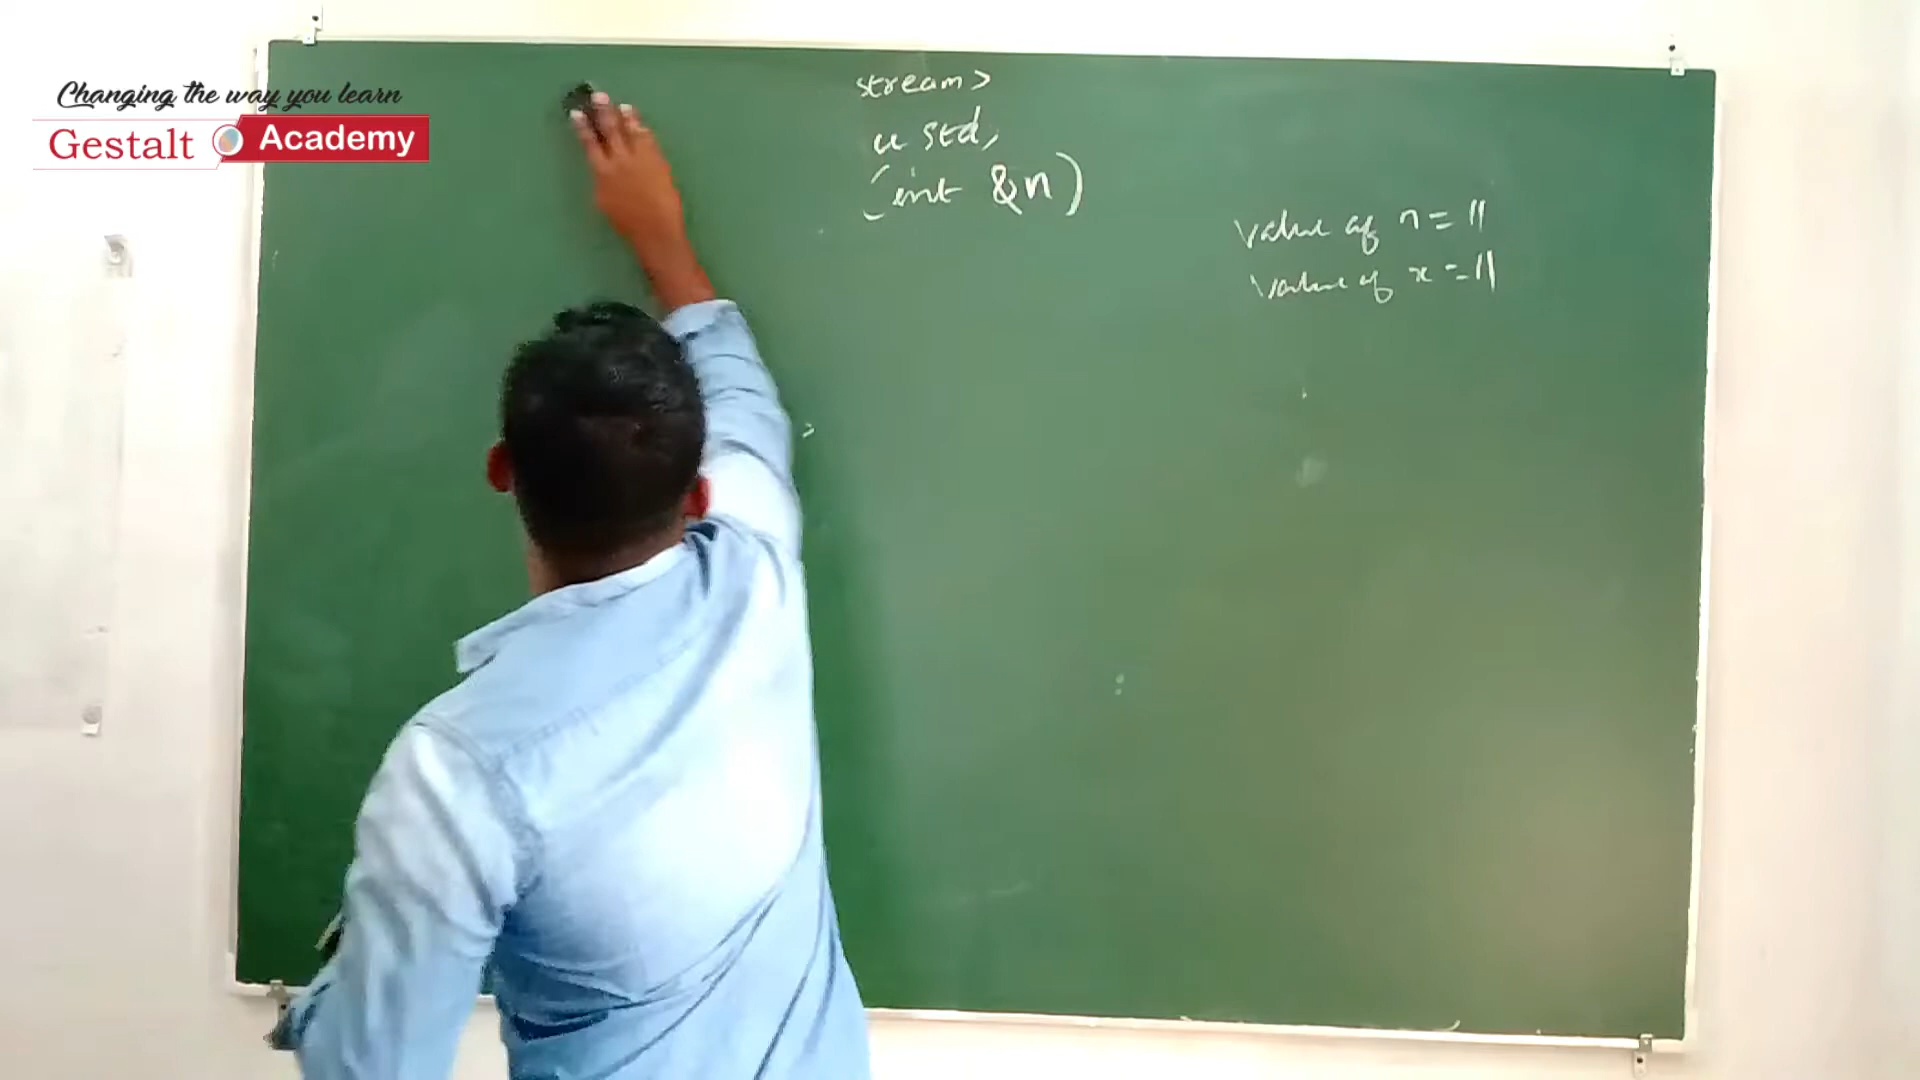 Changing the way you learn
Gestalt Academy
stream>
e std,
(int &n)
value of n = 11
value of x = 11